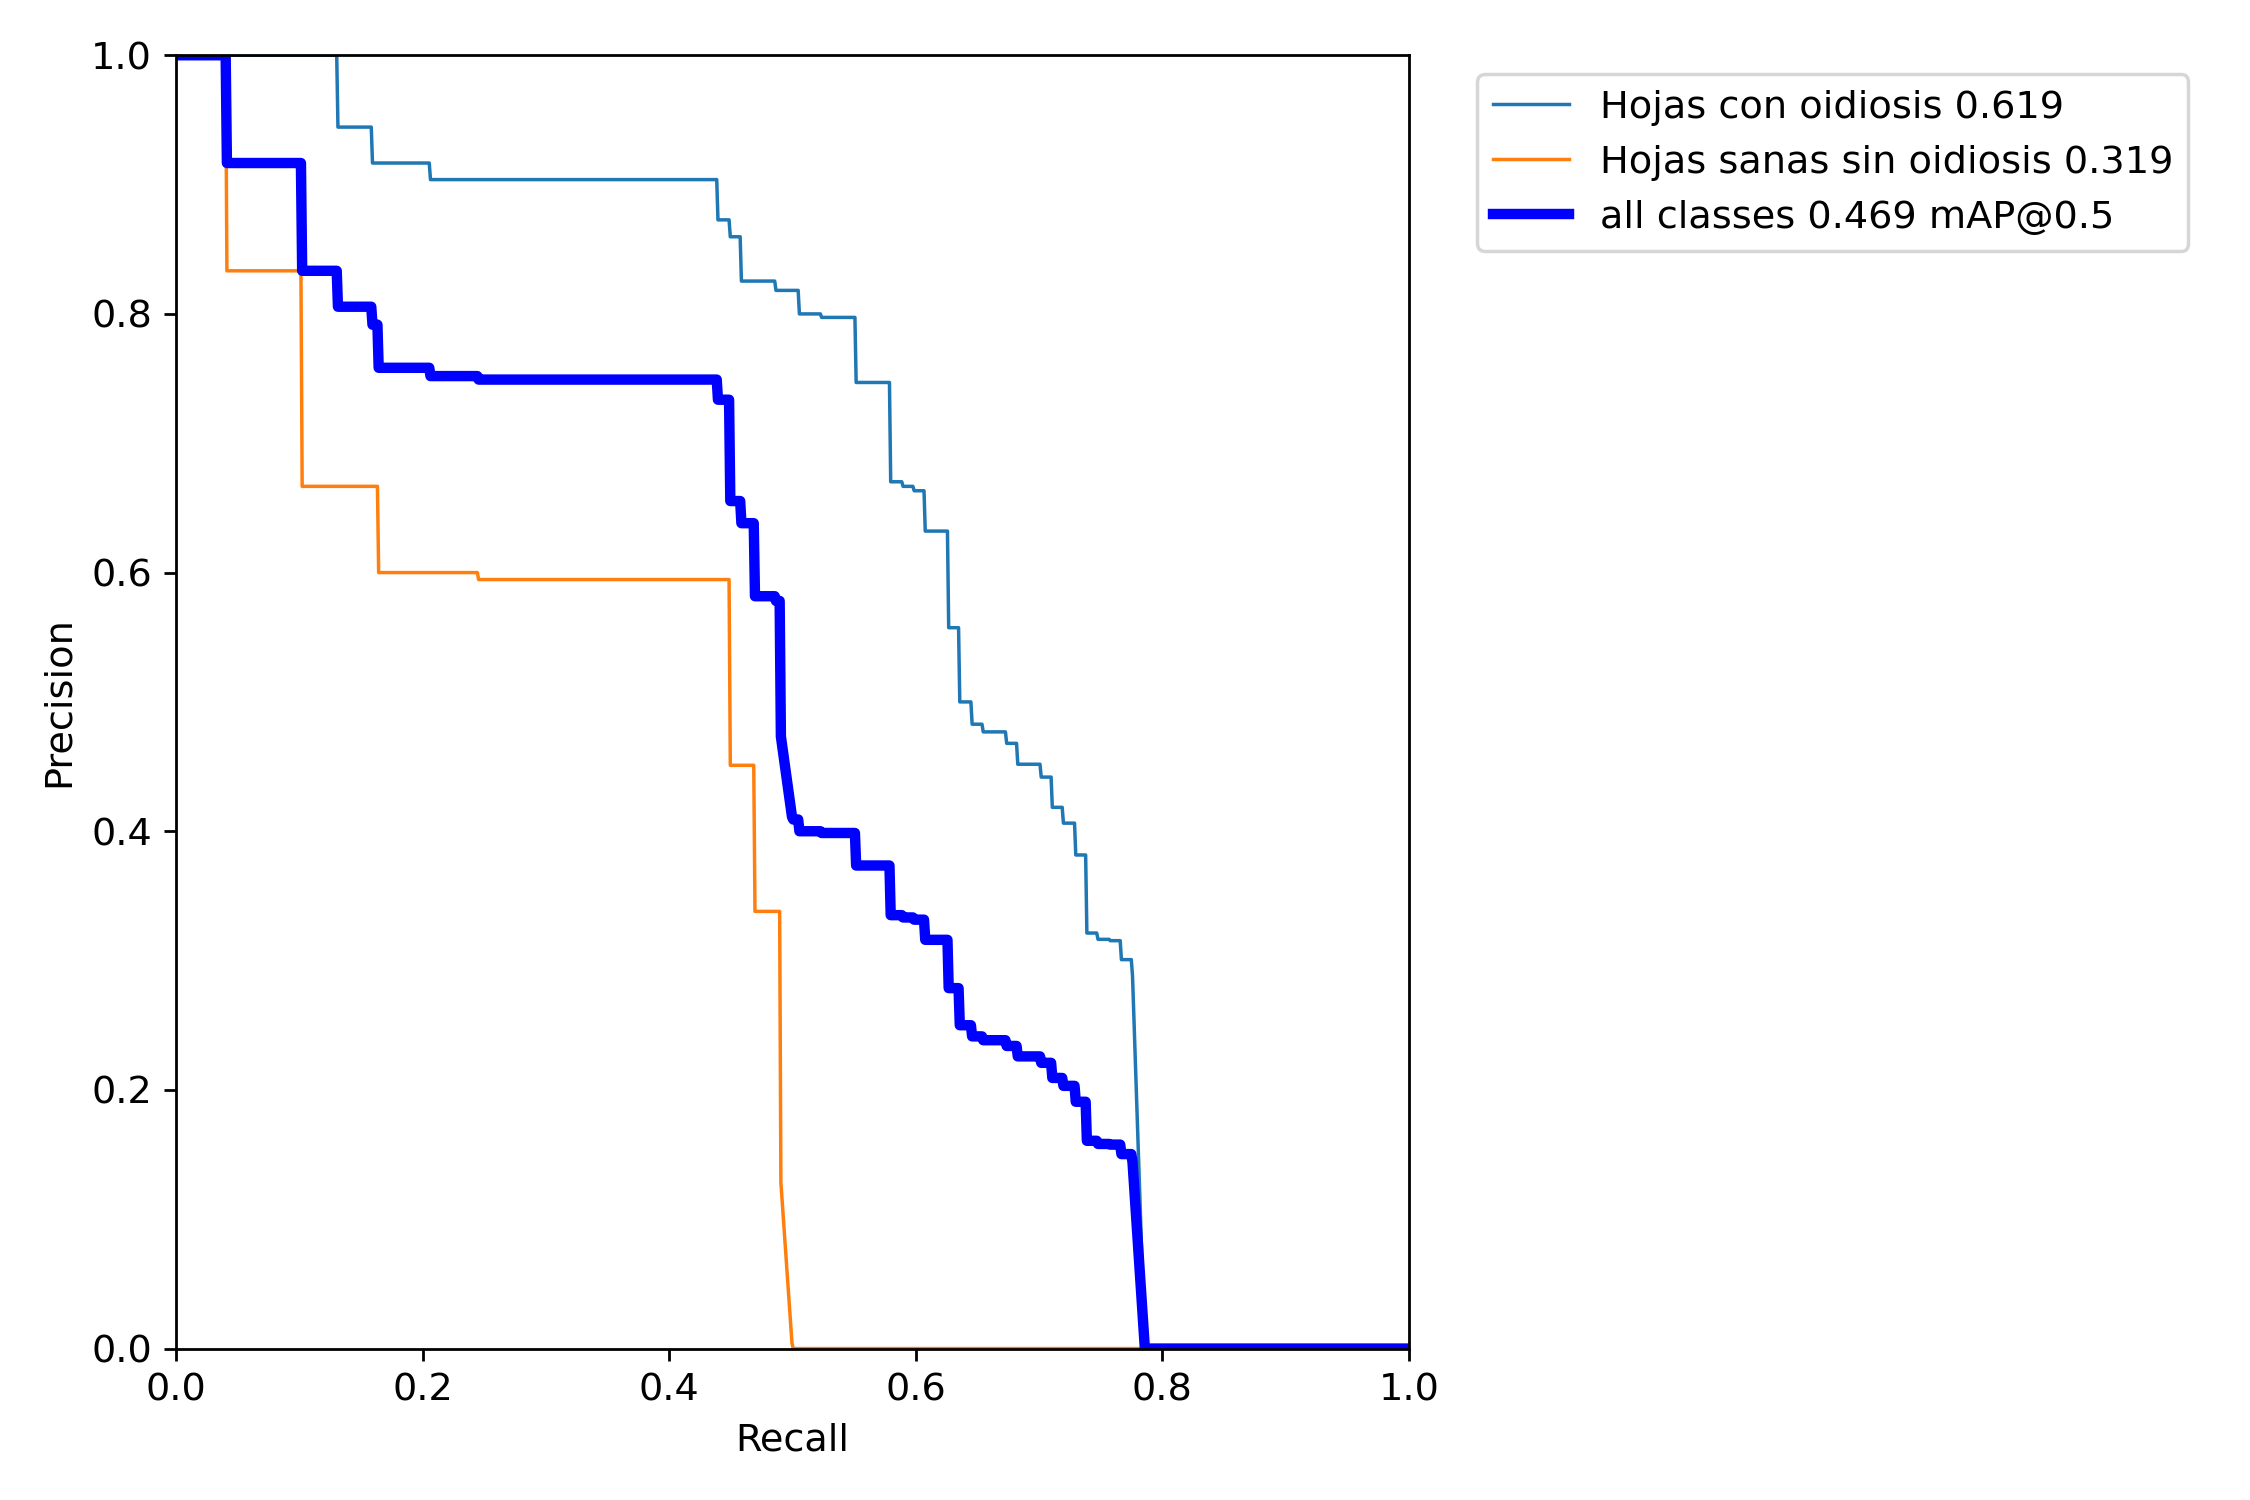 1.0
0.8
0.6
0.4
0.2
0.0
Precision
0.0 0.2 0.4 0.6 0.8 1.0
Recall
Hojas con oidiosis 0.619
Hojas sanas sin oidiosis 0.319
all classes 0.469 mAP@0.5